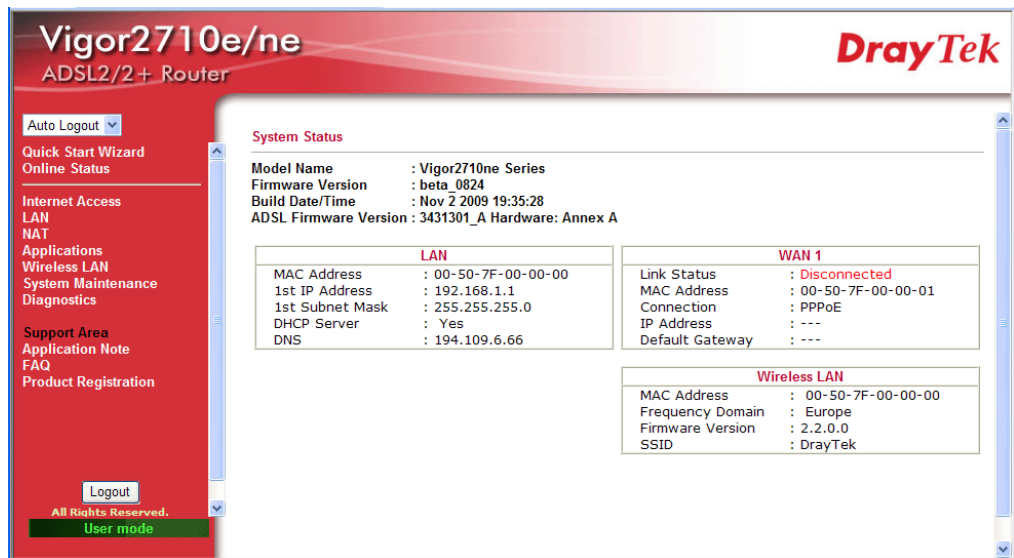 Vigor2710e/ne
ADSL2/2+ Router
DrayTek
Auto Logout
Quick Start Wizard
Online Status
Internet Access
LAN
NAT
Applications
Wireless LAN
System Maintenance
Diagnostics
Support Area
Application Note
FAQ
Product Registration
Logout
All Rights Reserved.
User mode
System Status
Model Name : Vigor2710ne Series
Firmware Version : beta_0824
Build Date/Time : Nov 2 2009 19:35:28
ADSL Firmware Version : 3431301_A Hardware: Annex A
LAN
MAC Address : 00-50-7F-00-00-00
1st IP Address : 192.168.1.1
1st Subnet Mask : 255.255.255.0
DHCP Server : Yes
DNS : 194.109.6.66
WAN 1
Link Status : Disconnected
MAC Address : 00-50-7F-00-00-01
Connection : PPPoE
IP Address : ---
Default Gateway : ---
Wireless LAN
MAC Address : 00-50-7F-00-00-00
Frequency Domain : Europe
Firmware Version : 2.2.0.0
SSID : DrayTek